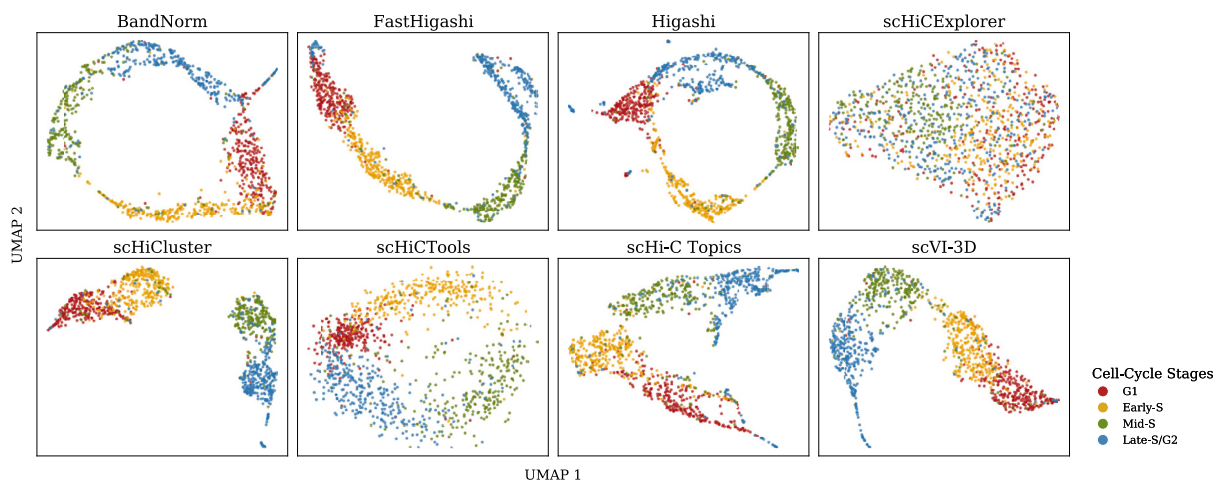 BandNorm
FastHigashi
Higashi
scHiCExplorer
scHiCluster
scHiCTools
scHi-C Topics
scVI-3D
UMAP 2
UMAP 1
Cell-Cycle Stages
G1
Early-S
Mid-S
Late-S/G2